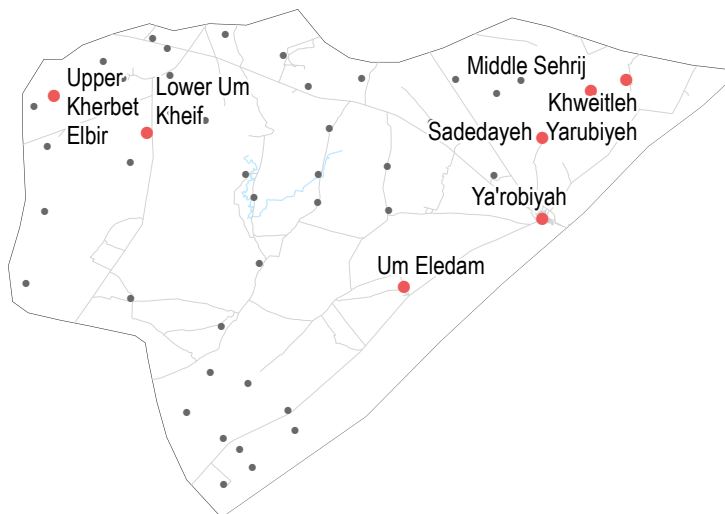 Upper
Kherbet
Elbir
Lower Um
Kheif
Middle Sehrij
Khweitleh
Sadedayeh
Yarubiyeh
Ya'robiyah
Um Eledam